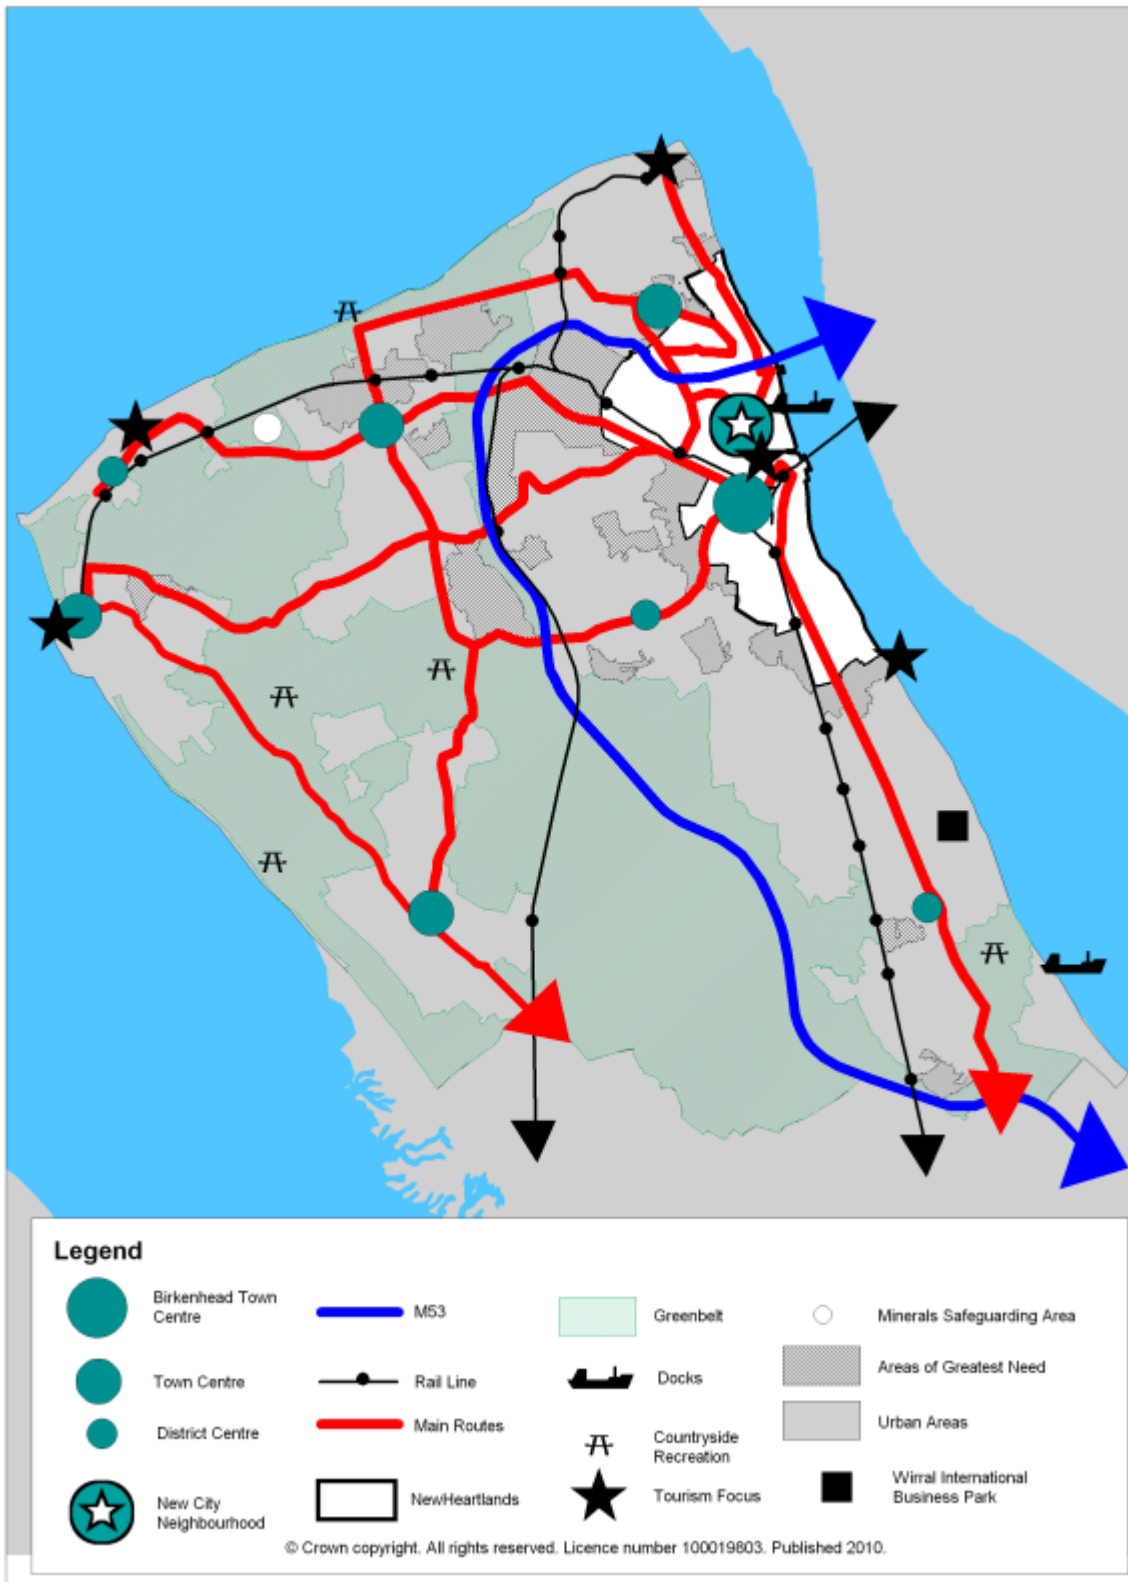 Legend
Birkenhead Town
Centre
Town Centre
District Centre
New City
Neighbourhood
M53
Rail Line
Main Routes
NewHeartlands
Greenbelt
Docks
Countryside
Recreation
Tourism Focus
Minerals Safeguarding Area
Areas of Greatest Need
Urban Areas
Wirral International
Business Park
© Crown copyright. All rights reserved. Licence number 100019803. Published 2010.